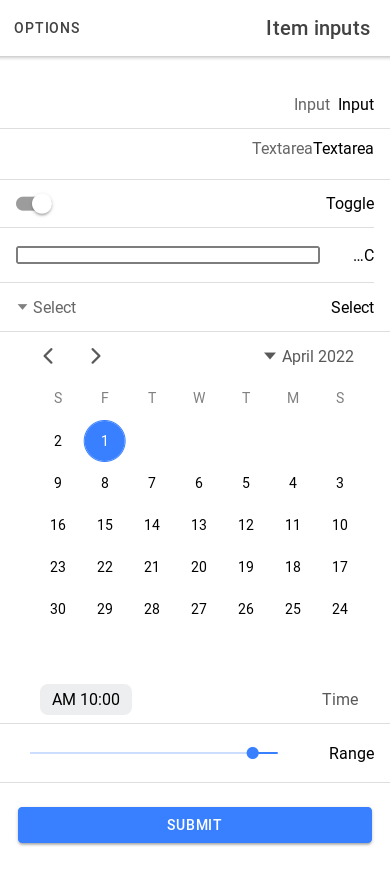 OPTIONS Item inputs
Input Input
Textarea Textarea
Toggle
...C
Select Select
April 2022
S F T W T M S
2 1
9 8 7 6 5 4 3
16 15 14 13 12 11 10
23 22 21 20 19 18 17
30 29 28 27 26 25 24
AM 10:00 Time
Range
SUBMIT